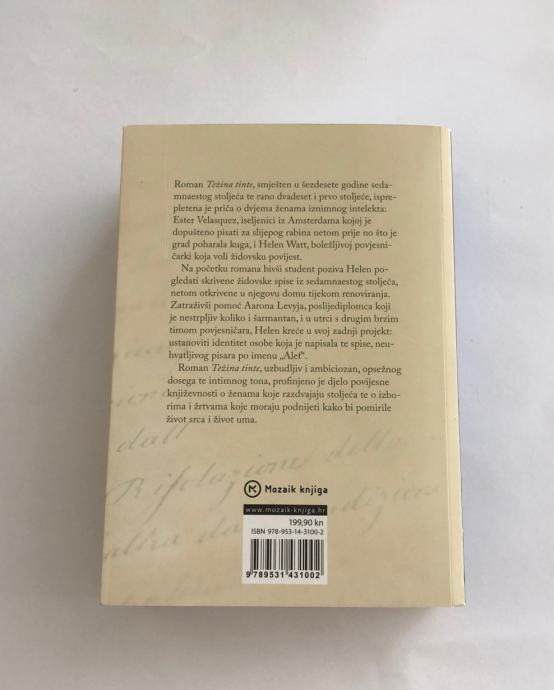 Roman Težina tinte, smješten u šezdesete godine seda-
mnaestog stoljeća te rano dvadeset i prvo stoljeće, ispre-
pletena je priča o dvjema ženama iznimnog intelekta:
Ester Velasquez, iseljenici iz Amsterdama kojoj je
dopušteno pisati za slijepog rabina netom prije no što je
grad poharala kuga, i Helen Watt, boležljivoj povjesni-
čarki koja voli židovsku povijest.
Na početku romana bivši student poziva Helen po-
gledati skrivene židovske spise iz sedamnaestog stoljeća,
netom otkrivene u njegovu domu tijekom renoviranja.
Zatraživši pomoć Aarona Levyja, poslijediplomca koji
je nestrpljiv koliko i šarmantan, i u utrci s drugim brzim
timom povjesničara, Helen kreće u svoj zadnji projekt:
ustanoviti identitet osobe koja je napisala te spise, neu-
hvatljivog pisara po imenu „Alef“.
Roman Težina tinte, uzbudljiv i ambiciozan, opsežnog
dosega te intimnog tona, profinjeno je djelo povijesne
književnosti o ženama koje razdvajaju stoljeća te o izbo-
rima i žrtvama koje moraju podnijeti kako bi pomirile
život srca i život uma.
dall
Risoluzione della
altra da
Mozaik knjiga
www.mozaik-knjiga.hr
199,90 kn
ISBN 978-953-14-3100-2
9 789531 431002